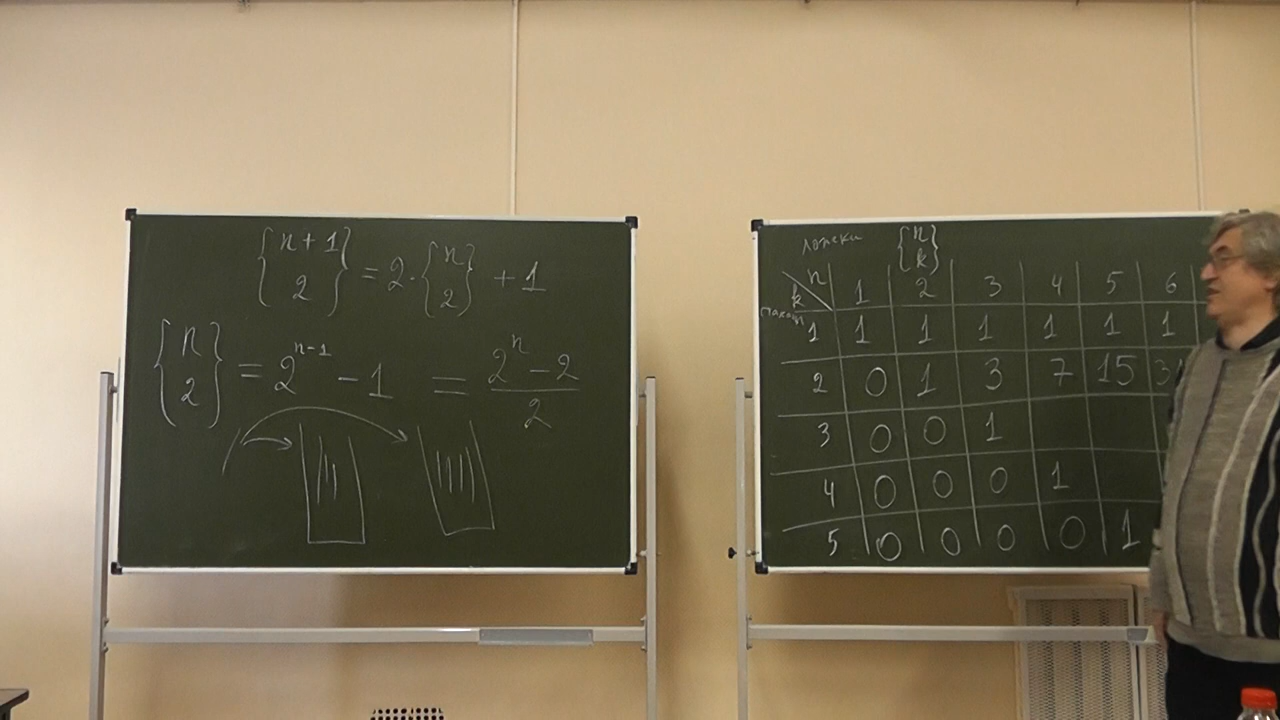 {n+1 2} = 2·{n 2} + 1
{n 2} = 2^{n-1} - 1 = (2^n - 2)/2
ложки {n k}
k \ n 1 2 3 4 5 6
стаканы
1 1 1 1 1 1 1
2 0 1 3 7 15 3
3 0 0 1
4 0 0 0 1
5 0 0 0 0 1